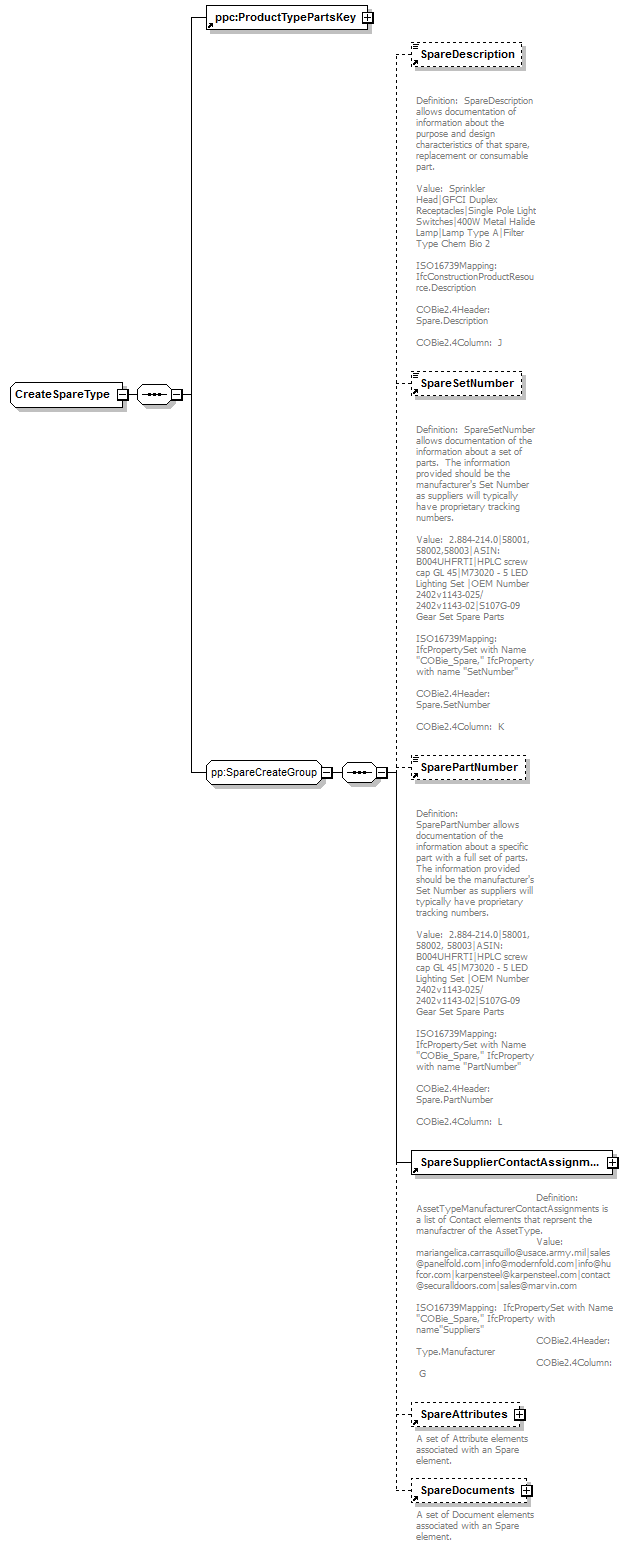 ppc:ProductTypePartsKey
SpareDescription
Definition:  SpareDescription
allows documentation of
information about the
purpose and design
characteristics of that spare,
replacement or consumable
part.
Value:  Sprinkler
Head|GFCI Duplex
Receptacles|Single Pole Light
Switches|400W Metal Halide
Lamp|Lamp Type A|Filter
Type Chem Bio 2
ISO16739Mapping:
IfcConstructionProductResou
rce.Description
COBie2.4Header:
Spare.Description
COBie2.4Column:  J
CreateSpareType
SpareSetNumber
Definition:  SpareSetNumber
allows documentation of the
information about a set of
parts.  The information
provided should be the
manufacturer's Set Number
as suppliers will typically
have proprietary tracking
numbers.
Value:  2.884-214.0|58001,
58002,58003|ASIN:
B004UHFRTI|HPLC screw
cap GL 45|M73020 - 5 LED
Lighting Set |OEM Number
2402v1143-025/
2402v1143-02|S107G-09
Gear Set Spare Parts
ISO16739Mapping:
IfcPropertySet with Name
"COBie_Spare," IfcProperty
with name "SetNumber"
COBie2.4Header:
Spare.SetNumber
COBie2.4Column:  K
pp:SpareCreateGroup
SparePartNumber
Definition:
SparePartNumber allows
documentation of the
information about a specific
part with a full set of parts.
The information provided
should be the manufacturer's
Set Number as suppliers will
typically have proprietary
tracking numbers.
Value:  2.884-214.0|58001,
58002, 58003|ASIN:
B004UHFRTI|HPLC screw
cap GL 45|M73020 - 5 LED
Lighting Set |OEM Number
2402v1143-025/
2402v1143-02|S107G-09
Gear Set Spare Parts
ISO16739Mapping:
IfcPropertySet with Name
"COBie_Spare," IfcProperty
with name "PartNumber"
COBie2.4Header:
Spare.PartNumber
COBie2.4Column:  L
SpareSupplierContactAssignm...
Definition:
AssetTypeManufacturerContactAssignments is
a list of Contact elements that reprsent the
manufactrer of the AssetType.
Value:
mariangelica.carrasquillo@usace.army.mil|sales
@panelfold.com|info@modernfold.com|info@hu
fcor.com|karpensteel@karpensteel.com|contact
@securalldoors.com|sales@marvin.com
ISO16739Mapping:  IfcPropertySet with Name
"COBie_Spare," IfcProperty with
name"Suppliers"
COBie2.4Header:
Type.Manufacturer
COBie2.4Column:
G
SpareAttributes
A set of Attribute elements
associated with an Spare
element.
SpareDocuments
A set of Document elements
associated with an Spare
element.